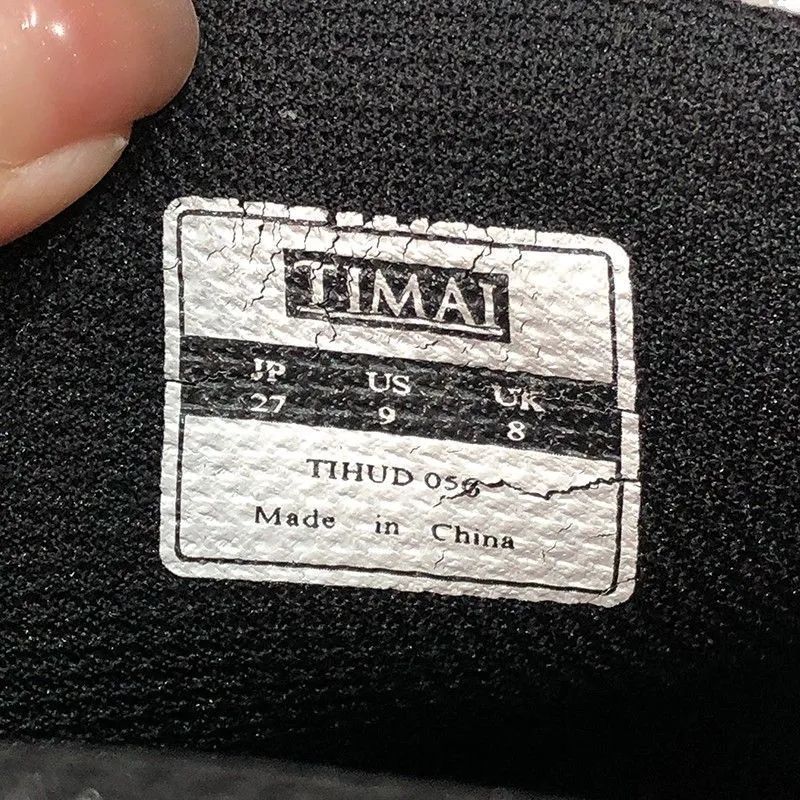 TIMAI
JP US UK
27 9 8
TIHUD 056
Made in China